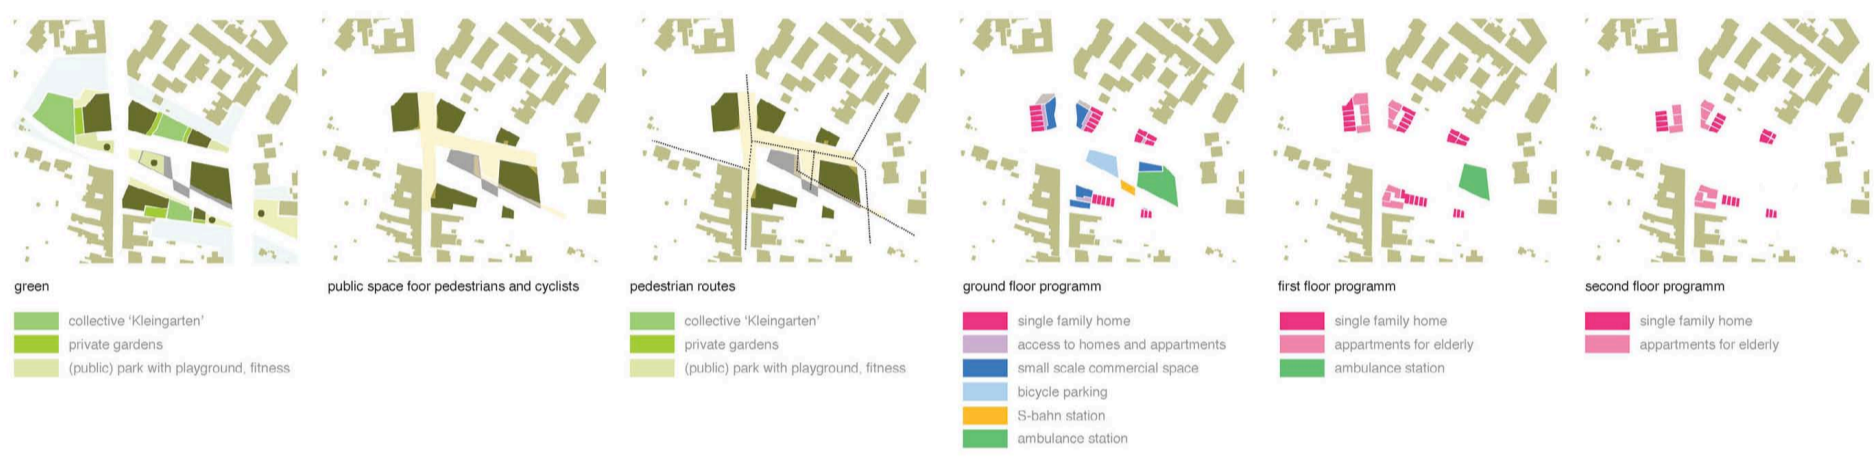 green
collective ‘Kleingarten’
private gardens
(public) park with playground, fitness
public space foor pedestrians and cyclists
pedestrian routes
collective ‘Kleingarten’
private gardens
(public) park with playground, fitness
ground floor programm
single family home
access to homes and appartments
small scale commercial space
bicycle parking
S-bahn station
ambulance station
first floor programm
single family home
appartments for elderly
ambulance station
second floor programm
single family home
appartments for elderly